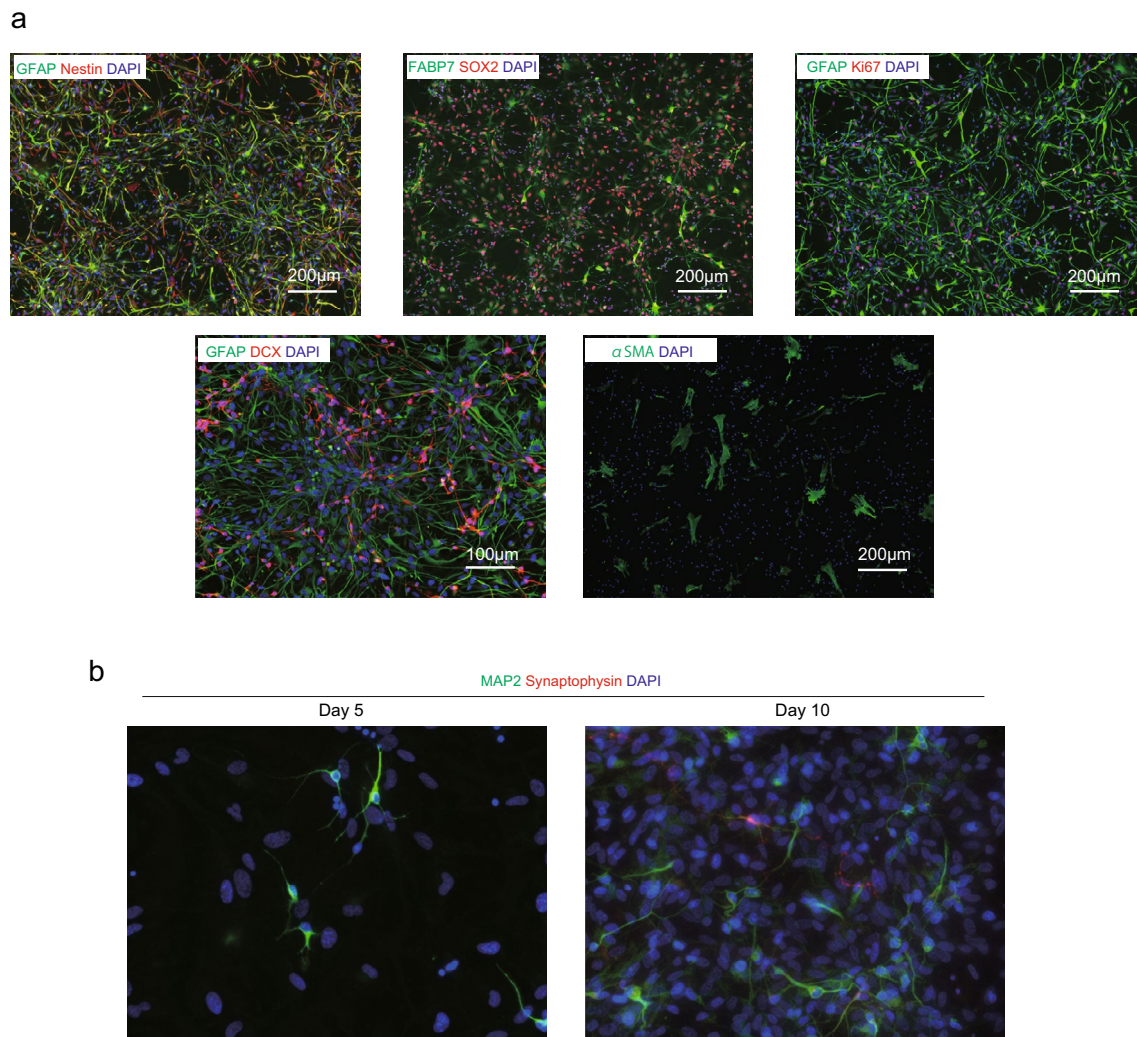 a
GFAP Nestin DAPI
200µm
FABP7 SOX2 DAPI
200µm
GFAP Ki67 DAPI
200µm
GFAP DCX DAPI
100µm
αSMA DAPI
200µm
b
MAP2 Synaptophysin DAPI
Day 5
Day 10